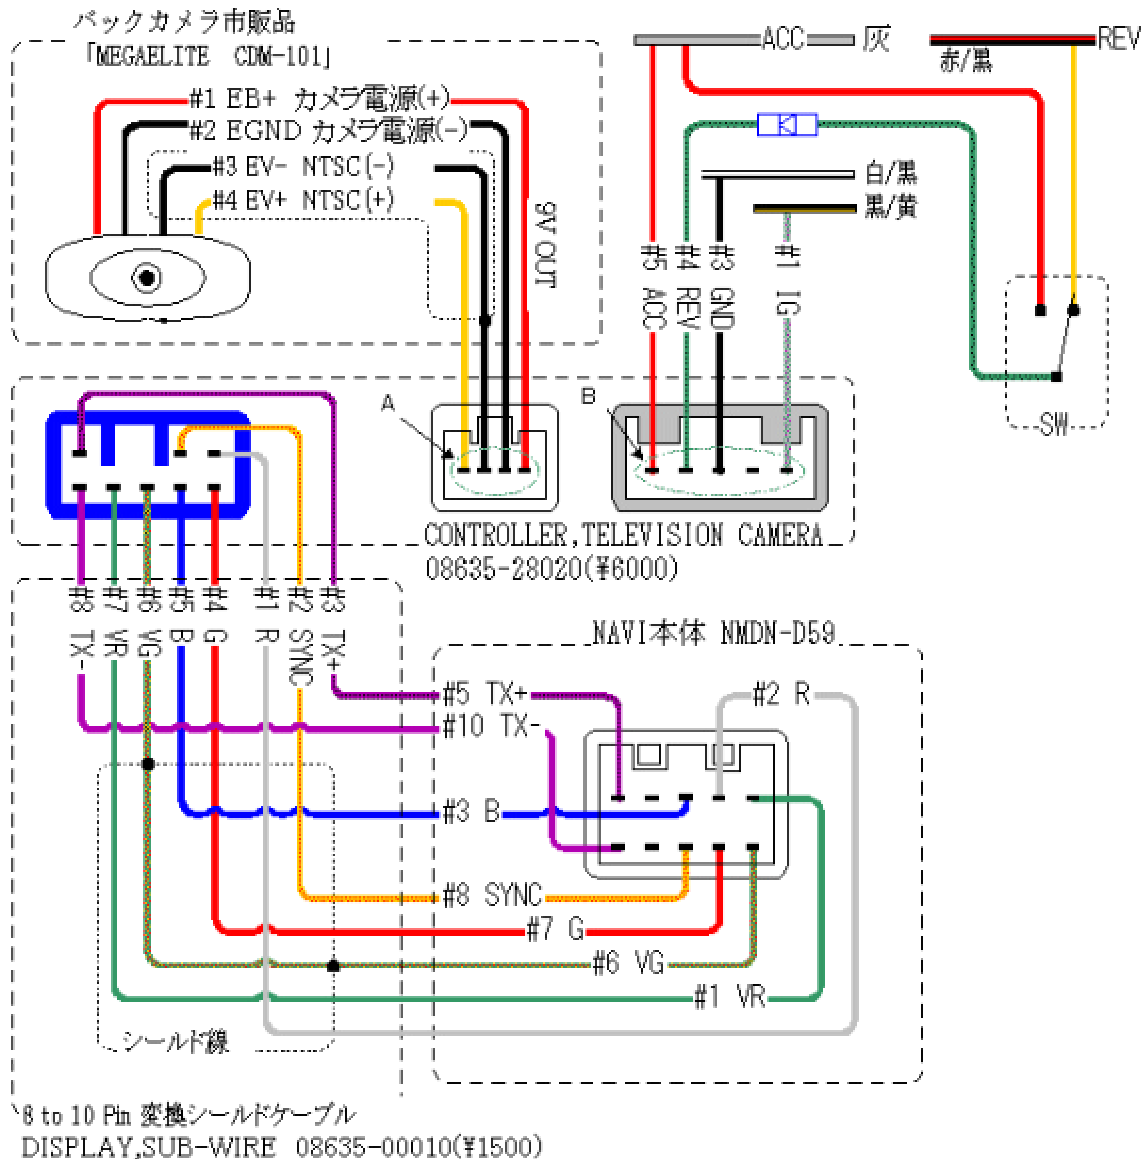 バックカメラ市販品
「MEGAELITE CDM-101」
#1 EB+ カメラ電源(+)
#2 EGND カメラ電源(-)
#3 EV- NTSC(-)
#4 EV+ NTSC(+)
9V OUT
ACC 灰
REV
赤/黒
白/黒
黒/黄
#5 ACC
#4 REV
#3 GND
#1 IG
SW
A
B
CONTROLLER,TELEVISION CAMERA
08635-28020(¥6000)
#8 TX-
#7 VR
#6 VG
#5 B
#4 G
#1 R
#2 SYNC
#3 TX+
NAVI本体 NMDN-D59
#5 TX+
#2 R
#10 TX-
#3 B
#8 SYNC
#7 G
#6 VG
#1 VR
シールド線
8 to 10 Pin 変換シールドケーブル
DISPLAY,SUB-WIRE 08635-00010(¥1500)